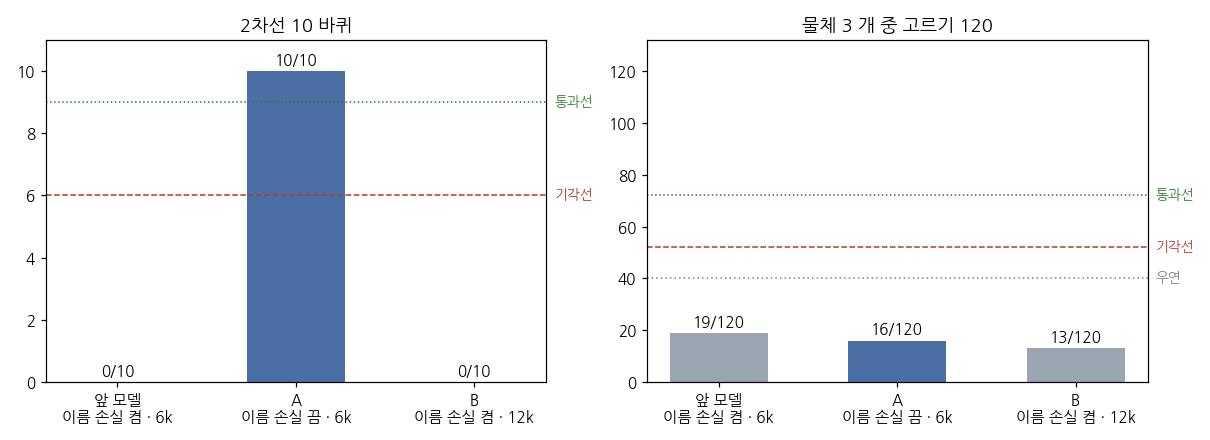 2차선 10 바퀴
10
8
6
4
2
0
0/10
10/10
0/10
통과선
기각선
앞 모델
이름 손실 켬 · 6k
A
이름 손실 끔 · 6k
B
이름 손실 켬 · 12k
물체 3 개 중 고르기 120
120
100
80
60
40
20
0
19/120
16/120
13/120
통과선
기각선
우연
앞 모델
이름 손실 켬 · 6k
A
이름 손실 끔 · 6k
B
이름 손실 켬 · 12k